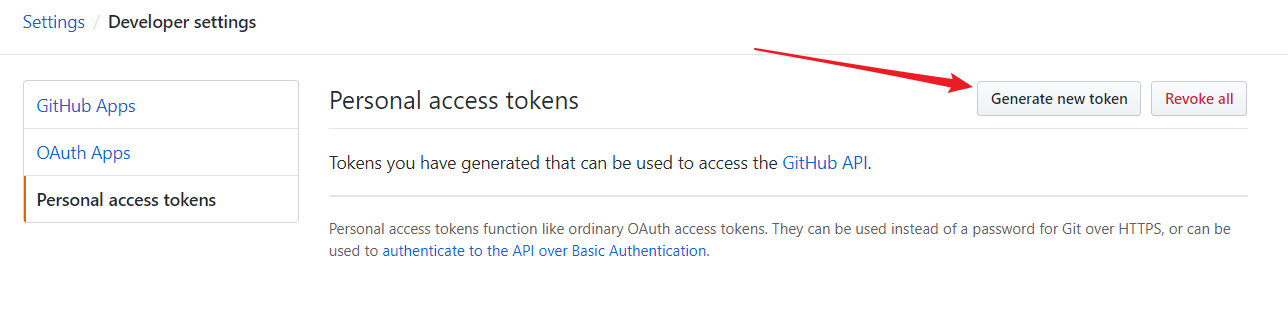 Settings / Developer settings
GitHub Apps
OAuth Apps
Personal access tokens
Personal access tokens
Generate new token
Revoke all
Tokens you have generated that can be used to access the GitHub API.
Personal access tokens function like ordinary OAuth access tokens. They can be used instead of a password for Git over HTTPS, or can be
used to authenticate to the API over Basic Authentication.